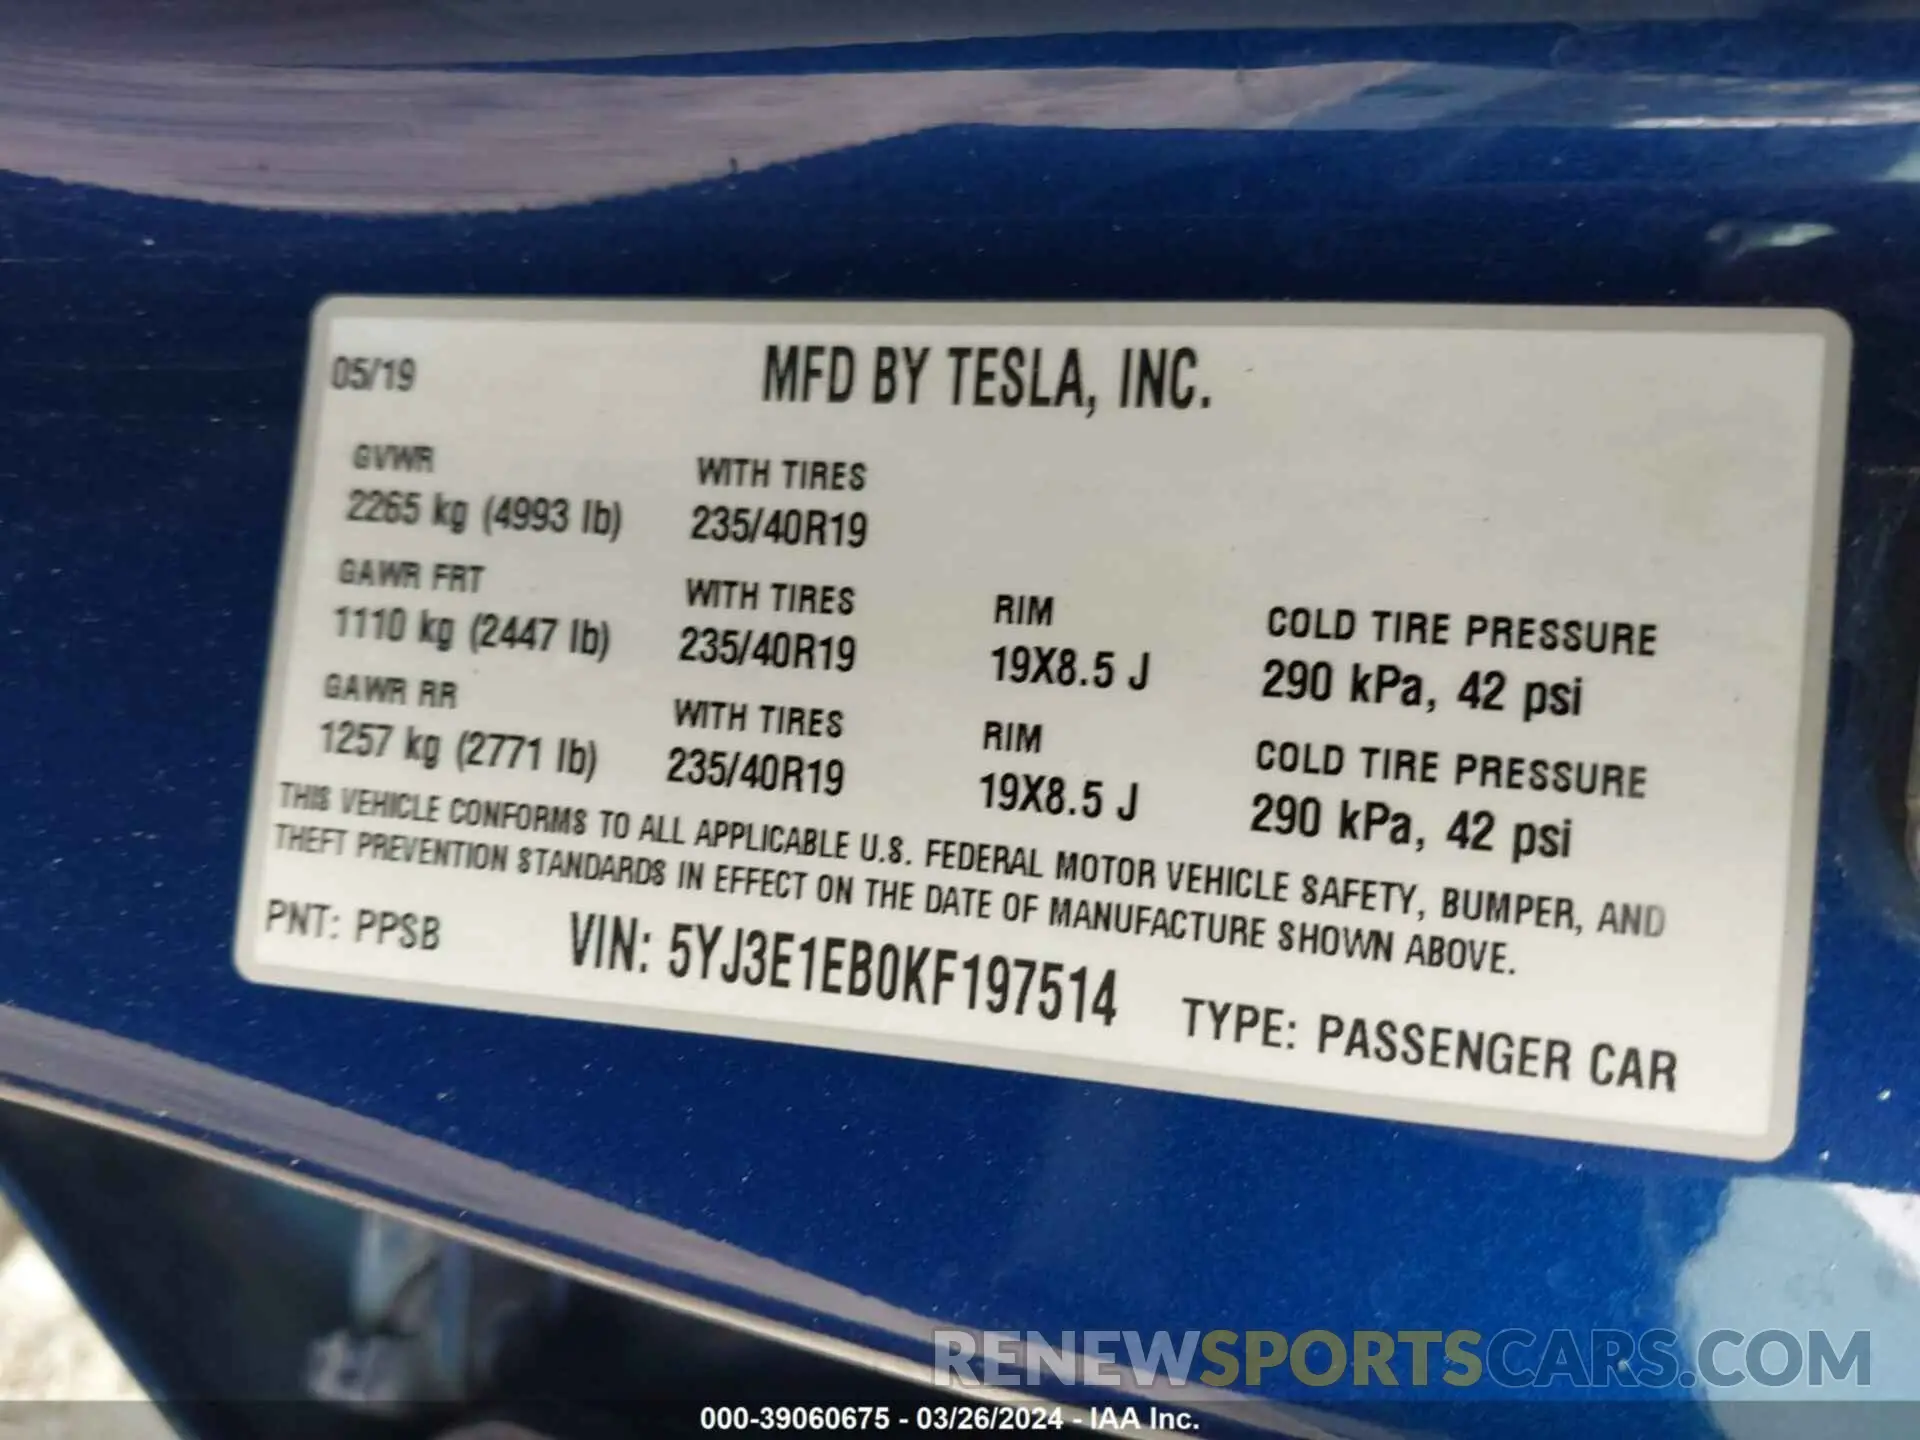 05/19
MFD BY TESLA, INC.
GVWR WITH TIRES
2265 kg (4993 lb) 235/40R19
GAWR FRT WITH TIRES RIM COLD TIRE PRESSURE
1110 kg (2447 lb) 235/40R19 19X8.5 J 290 kPa, 42 psi
GAWR RR WITH TIRES RIM COLD TIRE PRESSURE
1257 kg (2771 lb) 235/40R19 19X8.5 J 290 kPa, 42 psi
THIS VEHICLE CONFORMS TO ALL APPLICABLE U.S. FEDERAL MOTOR VEHICLE SAFETY, BUMPER, AND
THEFT PREVENTION STANDARDS IN EFFECT ON THE DATE OF MANUFACTURE SHOWN ABOVE.
PNT: PPSB VIN: 5YJ3E1EB0KF197514 TYPE: PASSENGER CAR
RENEWSPORTSCARS.COM
000-39060675 - 03/26/2024 - IAA Inc.